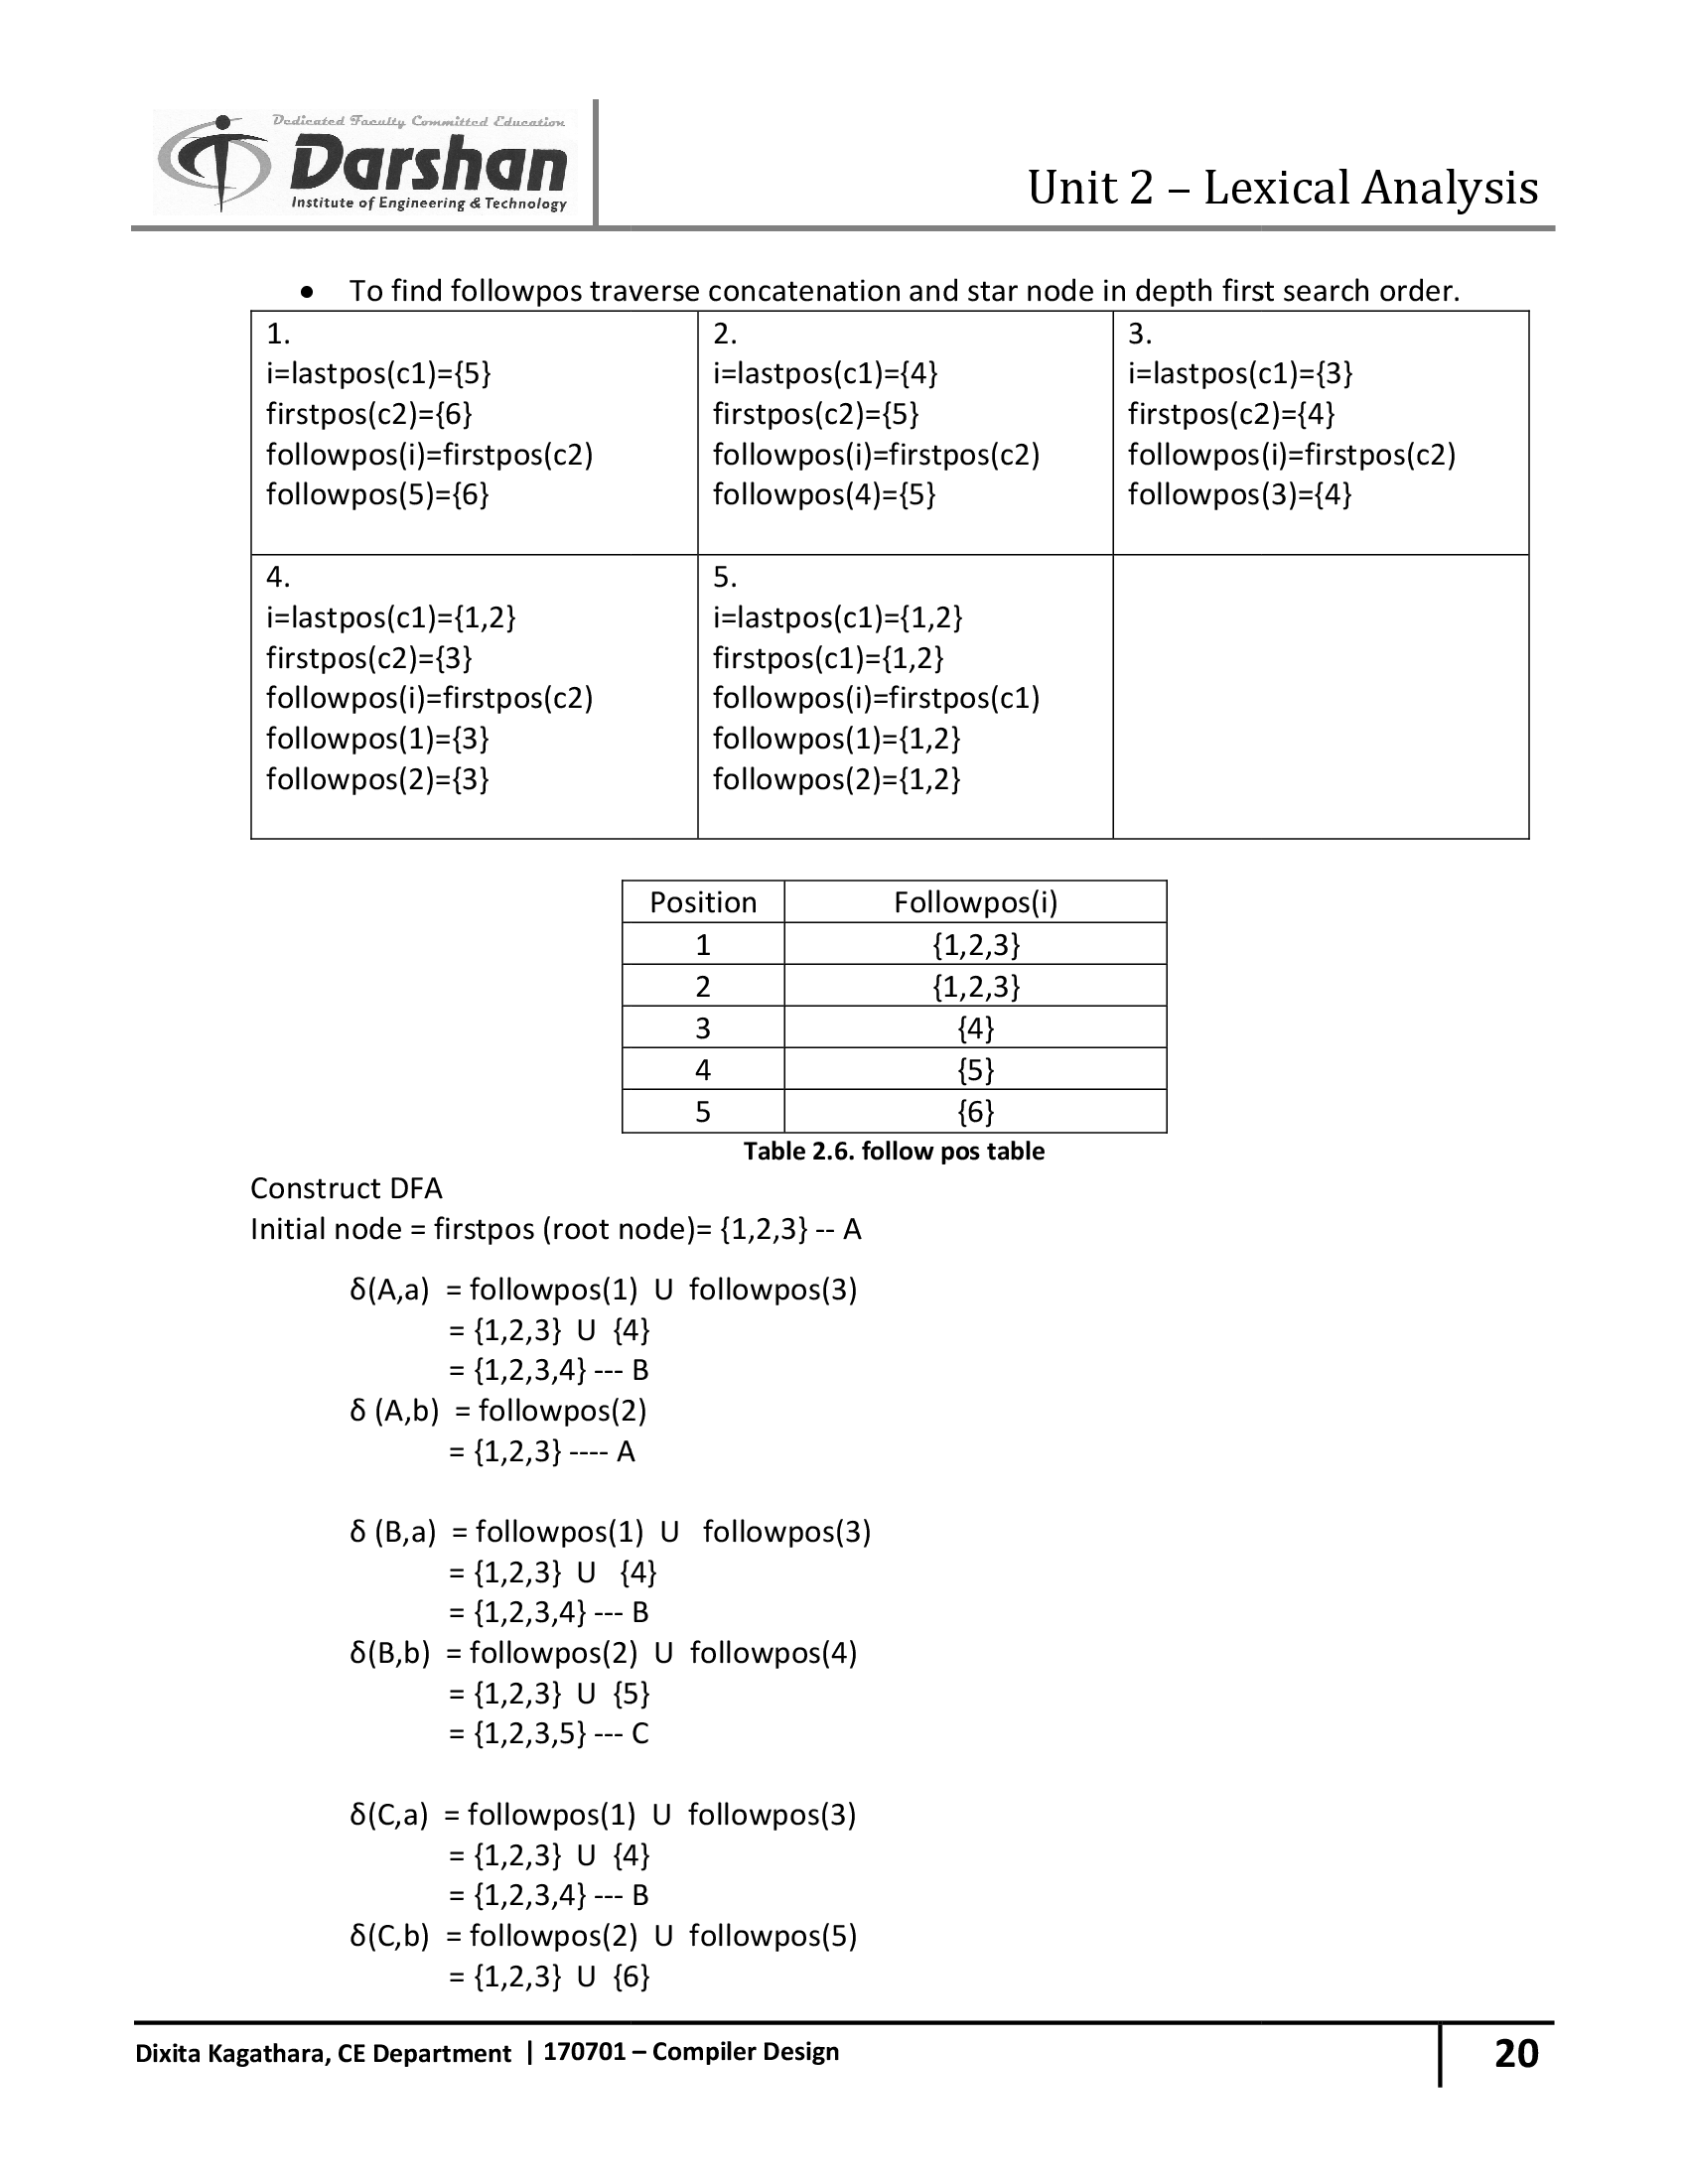 Dedicated Faculty Committed Education
Darshan
Institute of Engineering & Technology
Unit 2 – Lexical Analysis
• To find followpos traverse concatenation and star node in depth first search order.
1.
i=lastpos(c1)={5}
firstpos(c2)={6}
followpos(i)=firstpos(c2)
followpos(5)={6}
2.
i=lastpos(c1)={4}
firstpos(c2)={5}
followpos(i)=firstpos(c2)
followpos(4)={5}
3.
i=lastpos(c1)={3}
firstpos(c2)={4}
followpos(i)=firstpos(c2)
followpos(3)={4}
4.
i=lastpos(c1)={1,2}
firstpos(c2)={3}
followpos(i)=firstpos(c2)
followpos(1)={3}
followpos(2)={3}
5.
i=lastpos(c1)={1,2}
firstpos(c1)={1,2}
followpos(i)=firstpos(c1)
followpos(1)={1,2}
followpos(2)={1,2}
Position Followpos(i)
1 {1,2,3}
2 {1,2,3}
3 {4}
4 {5}
5 {6}
Table 2.6. follow pos table
Construct DFA
Initial node = firstpos (root node)= {1,2,3} -- A
δ(A,a) = followpos(1) U followpos(3)
= {1,2,3} U {4}
= {1,2,3,4} --- B
δ (A,b) = followpos(2)
= {1,2,3} ---- A
δ (B,a) = followpos(1) U followpos(3)
= {1,2,3} U {4}
= {1,2,3,4} --- B
δ(B,b) = followpos(2) U followpos(4)
= {1,2,3} U {5}
= {1,2,3,5} --- C
δ(C,a) = followpos(1) U followpos(3)
= {1,2,3} U {4}
= {1,2,3,4} --- B
δ(C,b) = followpos(2) U followpos(5)
= {1,2,3} U {6}
Dixita Kagathara, CE Department | 170701 – Compiler Design 20